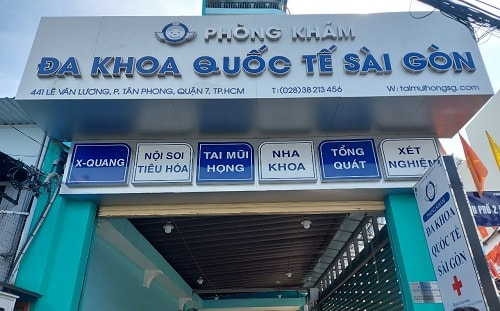 PHÒNG KHÁM
ĐA KHOA QUỐC TẾ SÀI GÒN
441 LÊ VĂN LƯƠNG, P. TÂN PHONG, QUẬN 7, TP.HCM T: (028) 38 213 456 W: taimuihongsg.com
X-QUANG
NỘI SOI
TIÊU HÓA
TAI MŨI
HỌNG
NHA
KHOA
TỔNG
QUÁT
XÉT
NGHIỆM
PHÒNG KHÁM
ĐA KHOA
QUỐC TẾ
SÀI GÒN